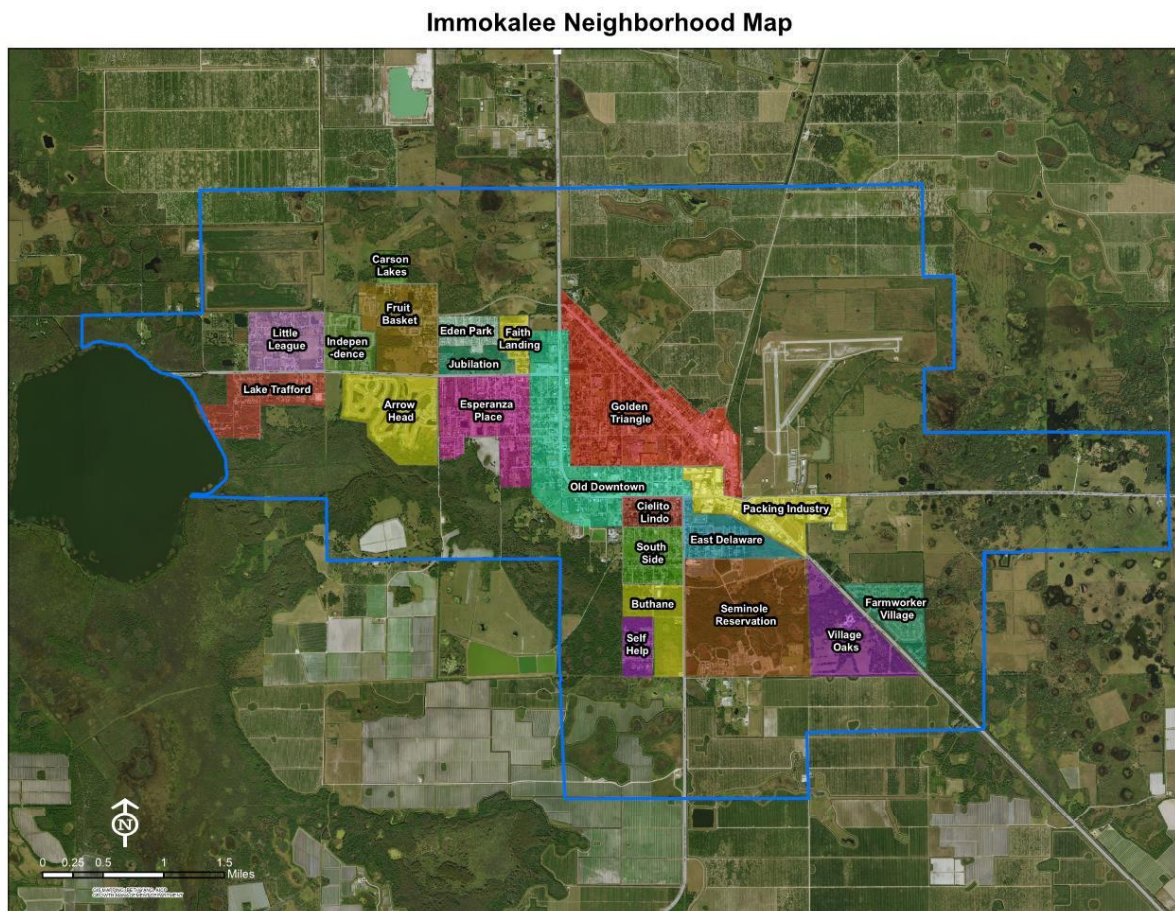 Immokalee Neighborhood Map
Carson
Lakes
Fruit
Basket
Little
League
Indepen
-dence
Eden Park
Faith
Landing
Jubilation
Lake Trafford
Arrow
Head
Esperanza
Place
Golden
Triangle
Old Downtown
Cielito
Lindo
Packing Industry
South
Side
East Delaware
Buthane
Seminole
Reservation
Farmworker
Village
Self
Help
Village
Oaks
N
0 0.25 0.5 1 1.5
Miles